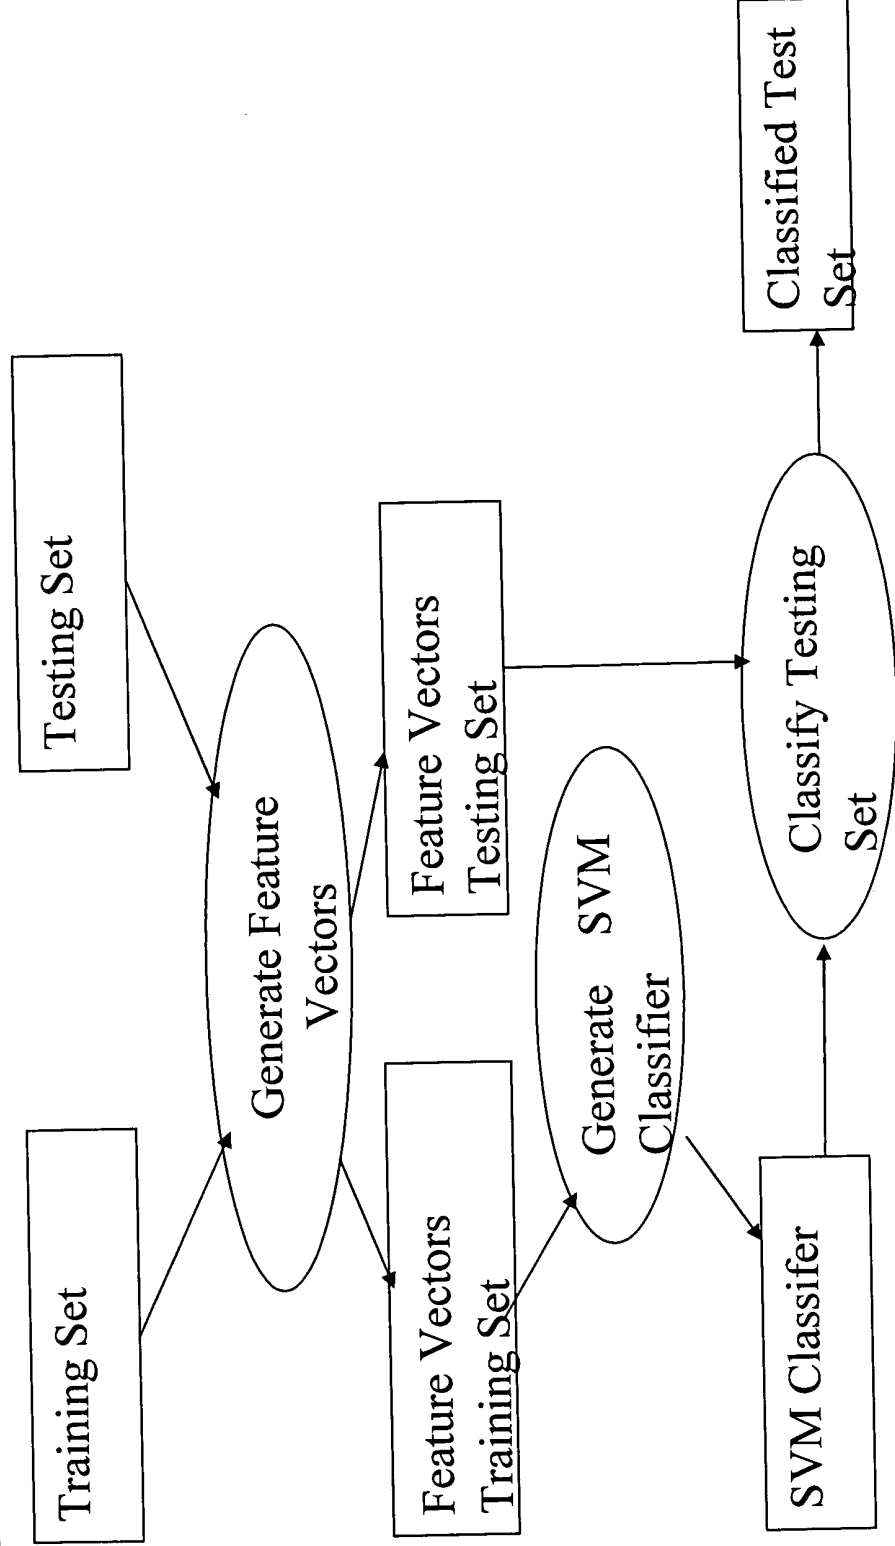 Training Set
Testing Set
Generate Feature
Vectors
Feature Vectors
Training Set
Feature Vectors
Testing Set
Generate SVM
Classifier
SVM Classifer
Classify Testing
Set
Classified Test
Set